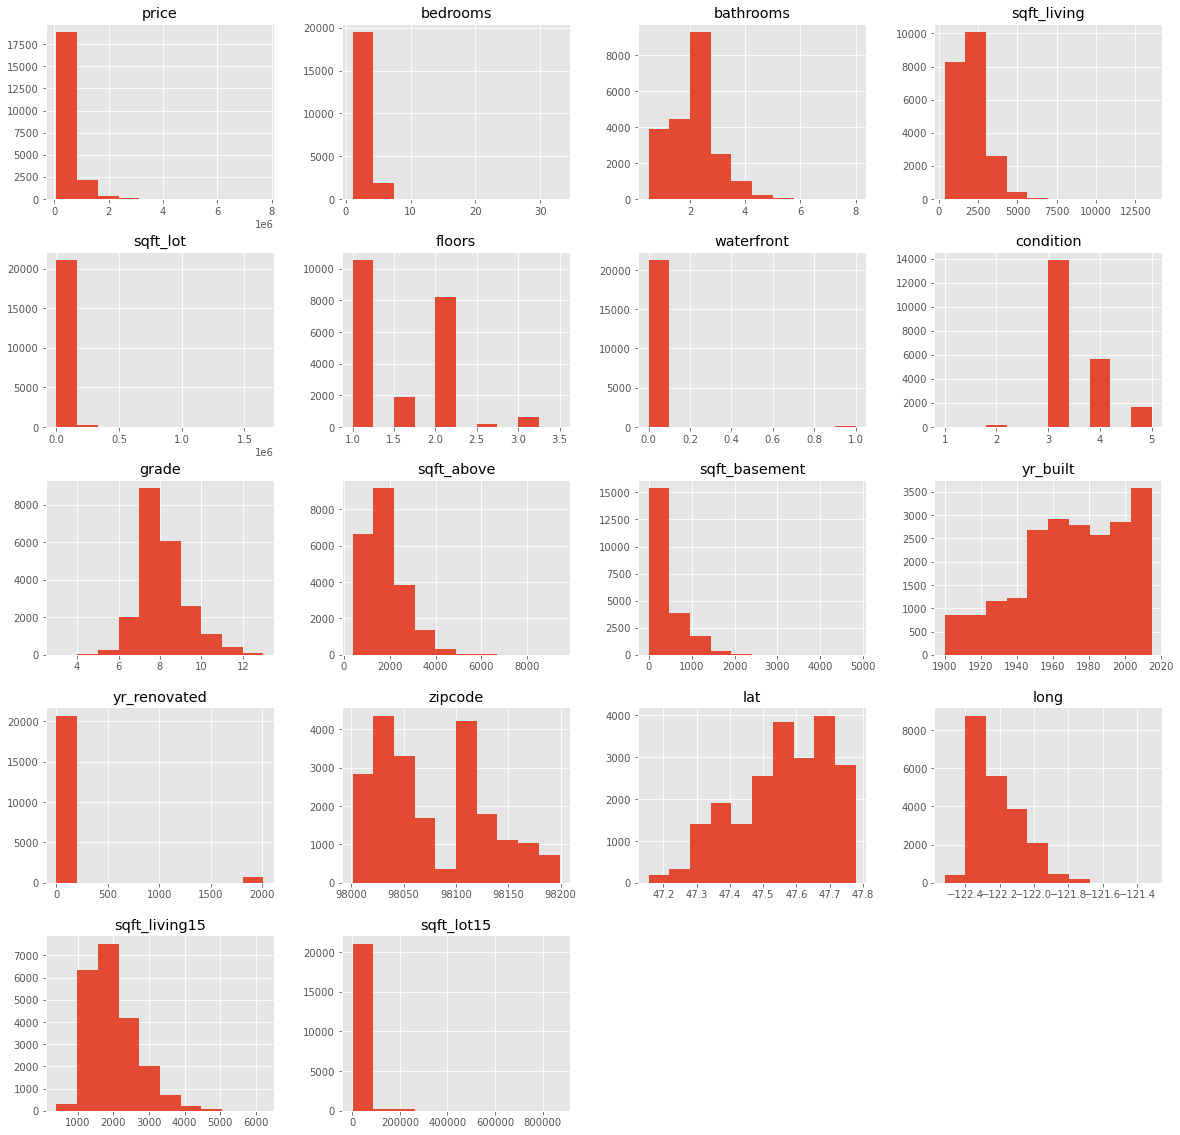 price
17500
15000
12500
10000
7500
5000
2500
0
0 2 4 6 8
1e6
bedrooms
20000
15000
10000
5000
0
0 10 20 30
bathrooms
8000
6000
4000
2000
0
2 4 6 8
sqft_living
10000
8000
6000
4000
2000
0
0 2500 5000 7500 10000 12500
sqft_lot
20000
15000
10000
5000
0
0.0 0.5 1.0 1.5
1e6
floors
10000
8000
6000
4000
2000
0
1.0 1.5 2.0 2.5 3.0 3.5
waterfront
20000
15000
10000
5000
0
0.0 0.2 0.4 0.6 0.8 1.0
condition
14000
12000
10000
8000
6000
4000
2000
0
1 2 3 4 5
grade
8000
6000
4000
2000
0
4 6 8 10 12
sqft_above
8000
6000
4000
2000
0
0 2000 4000 6000 8000
sqft_basement
15000
12500
10000
7500
5000
2500
0
0 1000 2000 3000 4000 5000
yr_built
3500
3000
2500
2000
1500
1000
500
0
1900 1920 1940 1960 1980 2000 2020
yr_renovated
20000
15000
10000
5000
0
0 500 1000 1500 2000
zipcode
4000
3000
2000
1000
0
98000 98050 98100 98150 98200
lat
4000
3000
2000
1000
0
47.2 47.3 47.4 47.5 47.6 47.7 47.8
long
8000
6000
4000
2000
0
−122.4 −122.2 −122.0 −121.8 −121.6 −121.4
sqft_living15
7000
6000
5000
4000
3000
2000
1000
0
1000 2000 3000 4000 5000 6000
sqft_lot15
20000
15000
10000
5000
0
0 200000 400000 600000 800000